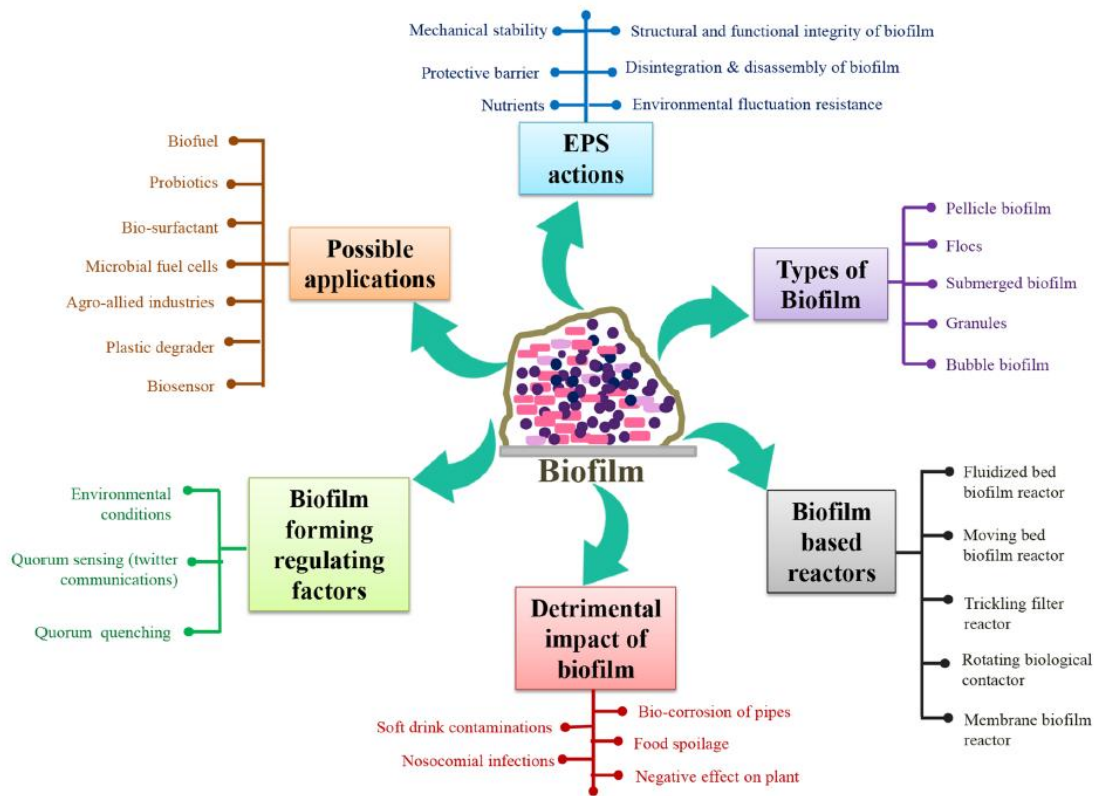 Mechanical stability
Structural and functional integrity of biofilm
Protective barrier
Disintegration & disassembly of biofilm
Nutrients
Environmental fluctuation resistance
EPS
actions
Biofuel
Probiotics
Bio-surfactant
Microbial fuel cells
Agro-allied industries
Plastic degrader
Biosensor
Possible
applications
Types of
Biofilm
Pellicle biofilm
Flocs
Submerged biofilm
Granules
Bubble biofilm
Biofilm
Environmental
conditions
Quorum sensing (twitter
communications)
Quorum quenching
Biofilm
forming
regulating
factors
Biofilm
based
reactors
Fluidized bed
biofilm reactor
Moving bed
biofilm reactor
Trickling filter
reactor
Rotating biological
contactor
Membrane biofilm
reactor
Detrimental
impact of
biofilm
Bio-corrosion of pipes
Soft drink contaminations
Food spoilage
Nosocomial infections
Negative effect on plant